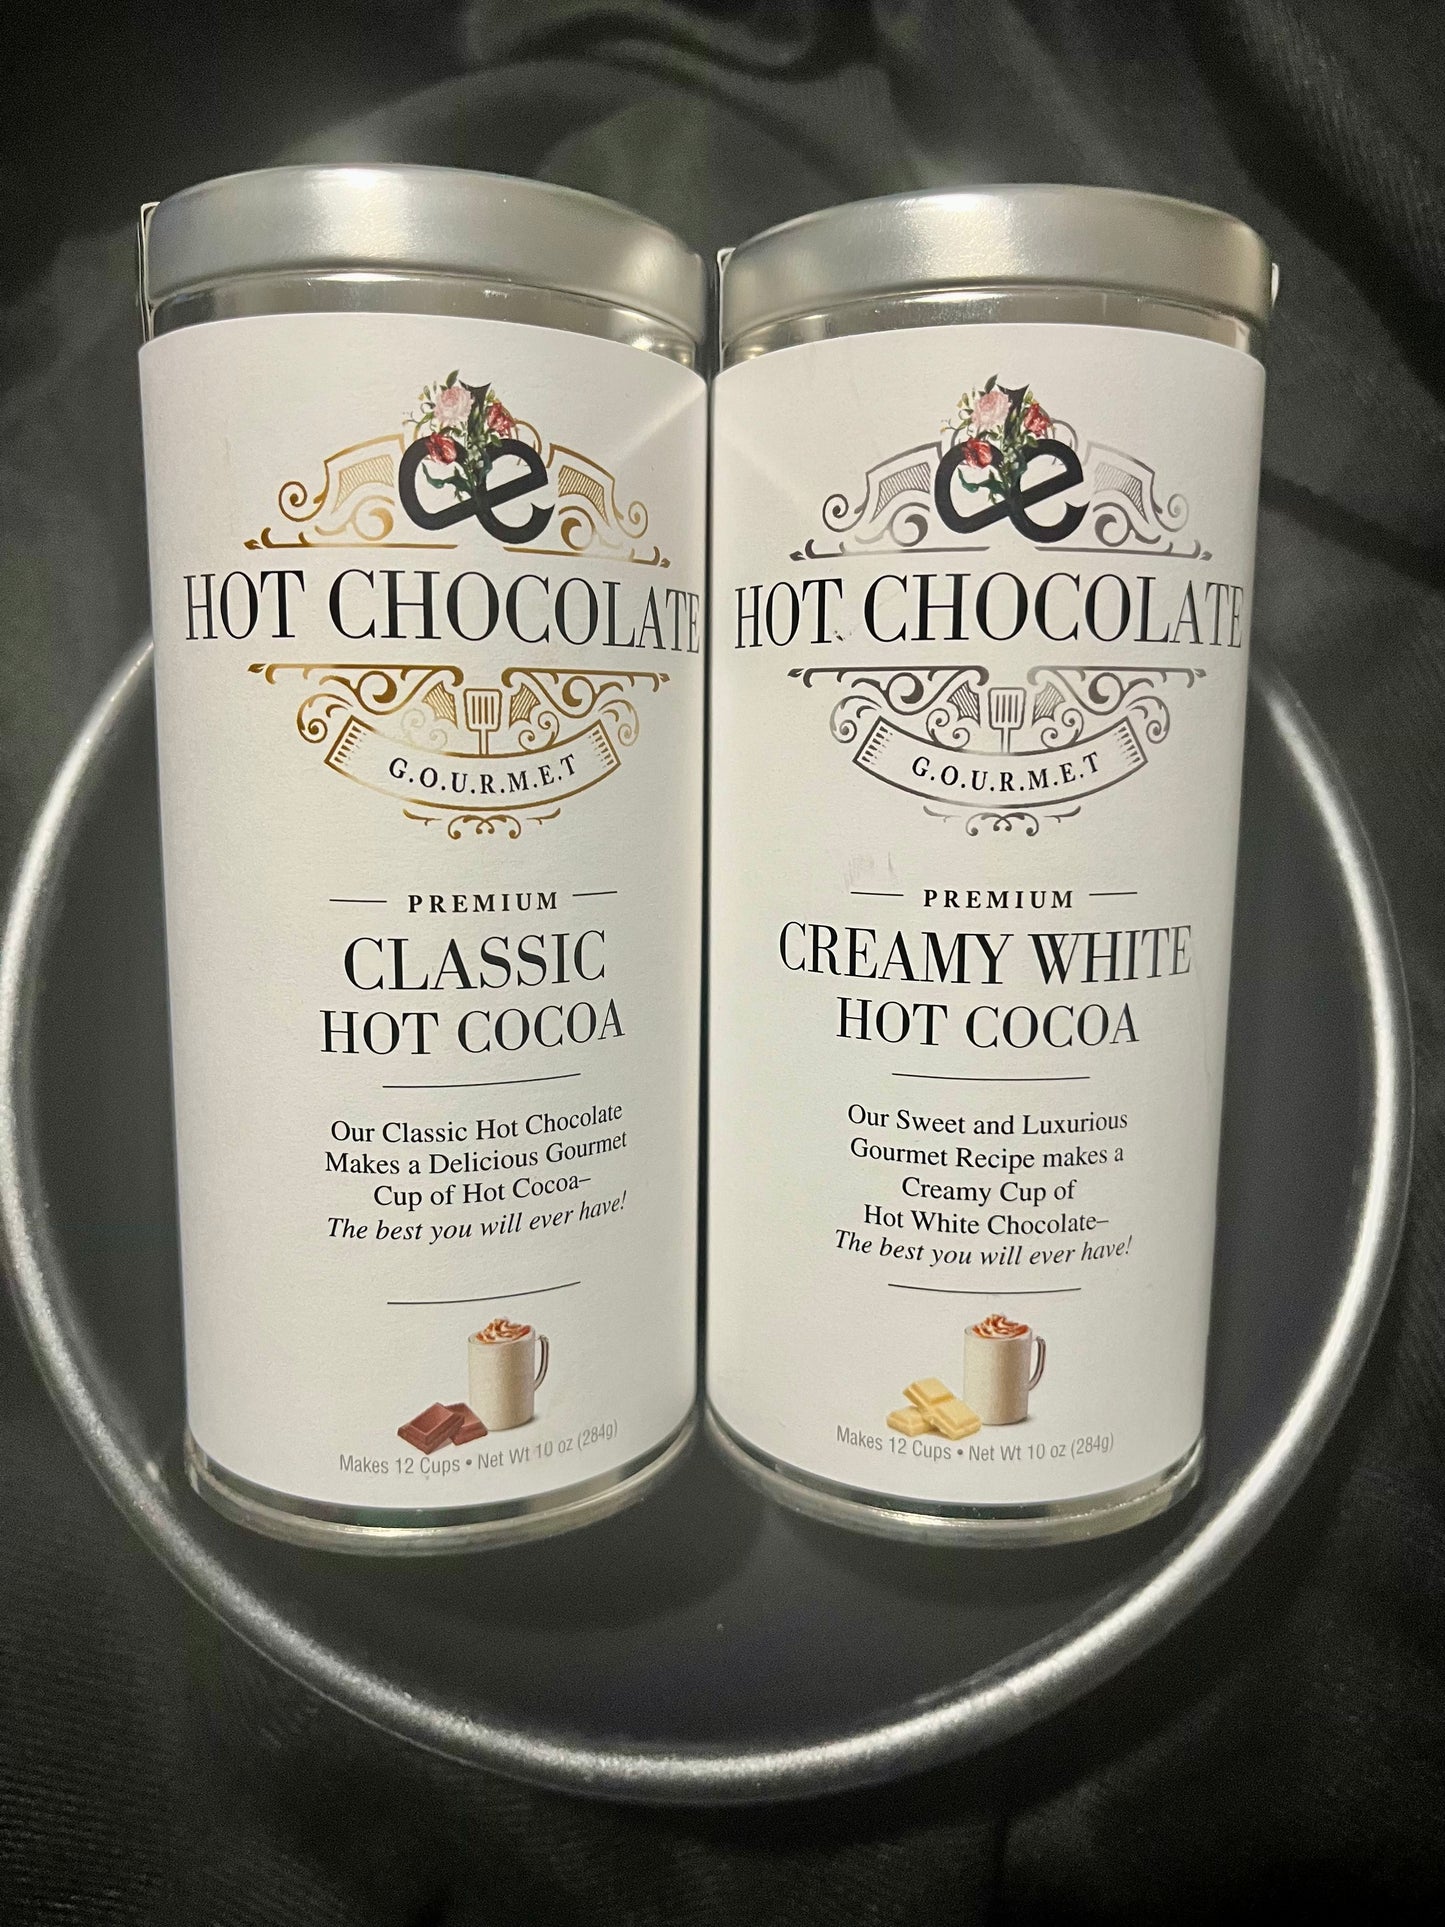 HOT CHOCOLATE
G.O.U.R.M.E.T
PREMIUM
CLASSIC
HOT COCOA
Our Classic Hot Chocolate
Makes a Delicious Gourmet
Cup of Hot Cocoa–
The best you will ever have!
Makes 12 Cups • Net Wt 10 oz (284g)
HOT CHOCOLATE
G.O.U.R.M.E.T
PREMIUM
CREAMY WHITE
HOT COCOA
Our Sweet and Luxurious
Gourmet Recipe makes a
Creamy Cup of
Hot White Chocolate–
The best you will ever have!
Makes 12 Cups • Net Wt 10 oz (284g)